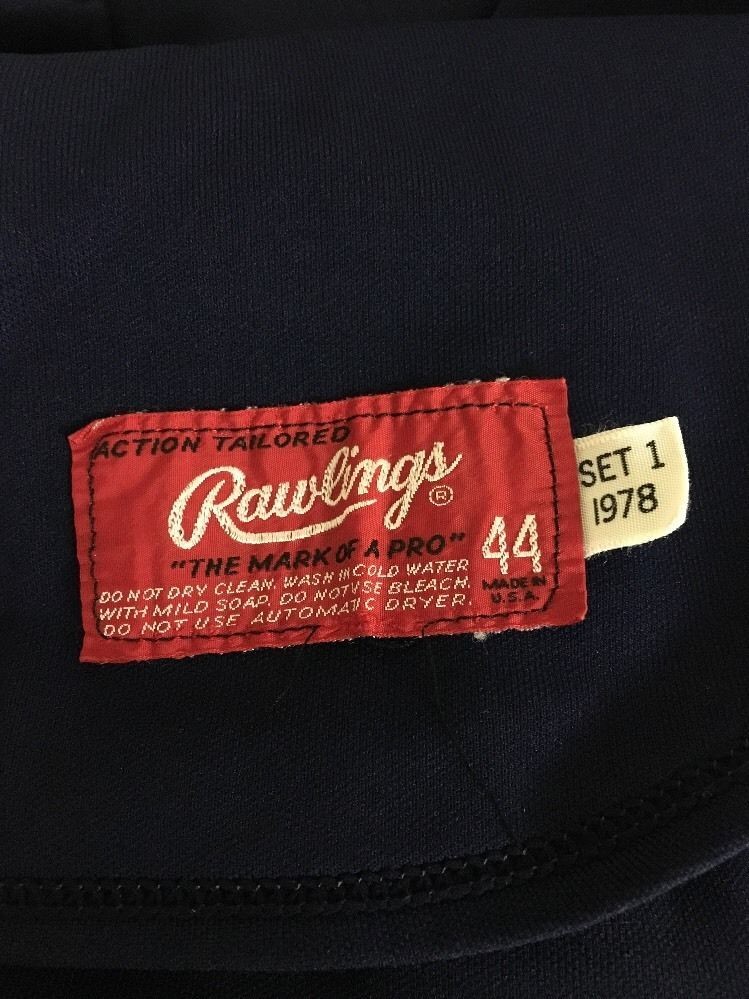 ACTION TAILORED
Rawlings ®
"THE MARK OF A PRO"
DO NOT DRY CLEAN. WASH IN COLD WATER
WITH MILD SOAP. DO NOT USE BLEACH.
DO NOT USE AUTOMATIC DRYER.
44
MADE IN
U.S.A.
SET 1
1978